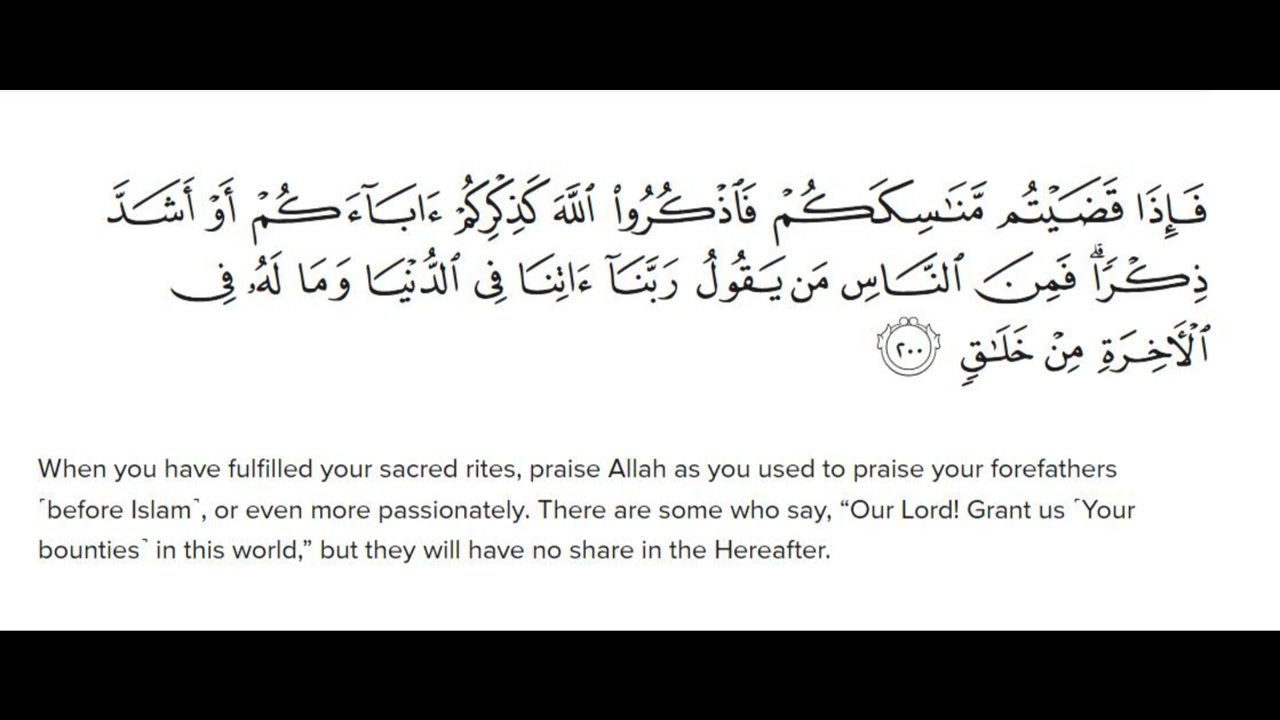 فَإِذَا قَضَيْتُم مَّنَـٰسِكَكُمْ فَٱذْكُرُوا۟ ٱللَّهَ كَذِكْرِكُمْ ءَابَآءَكُمْ أَوْ أَشَدَّ
ذِكْرًۭا ۗ فَمِنَ ٱلنَّاسِ مَن يَقُولُ رَبَّنَآ ءَاتِنَا فِى ٱلدُّنْيَا وَمَا لَهُۥ فِى
ٱلْـَٔاخِرَةِ مِنْ خَلَـٰقٍۢ ٢٠٠
When you have fulfilled your sacred rites, praise Allah as you used to praise your forefathers
˹before Islam˺, or even more passionately. There are some who say, “Our Lord! Grant us ˹Your
bounties˺ in this world,” but they will have no share in the Hereafter.